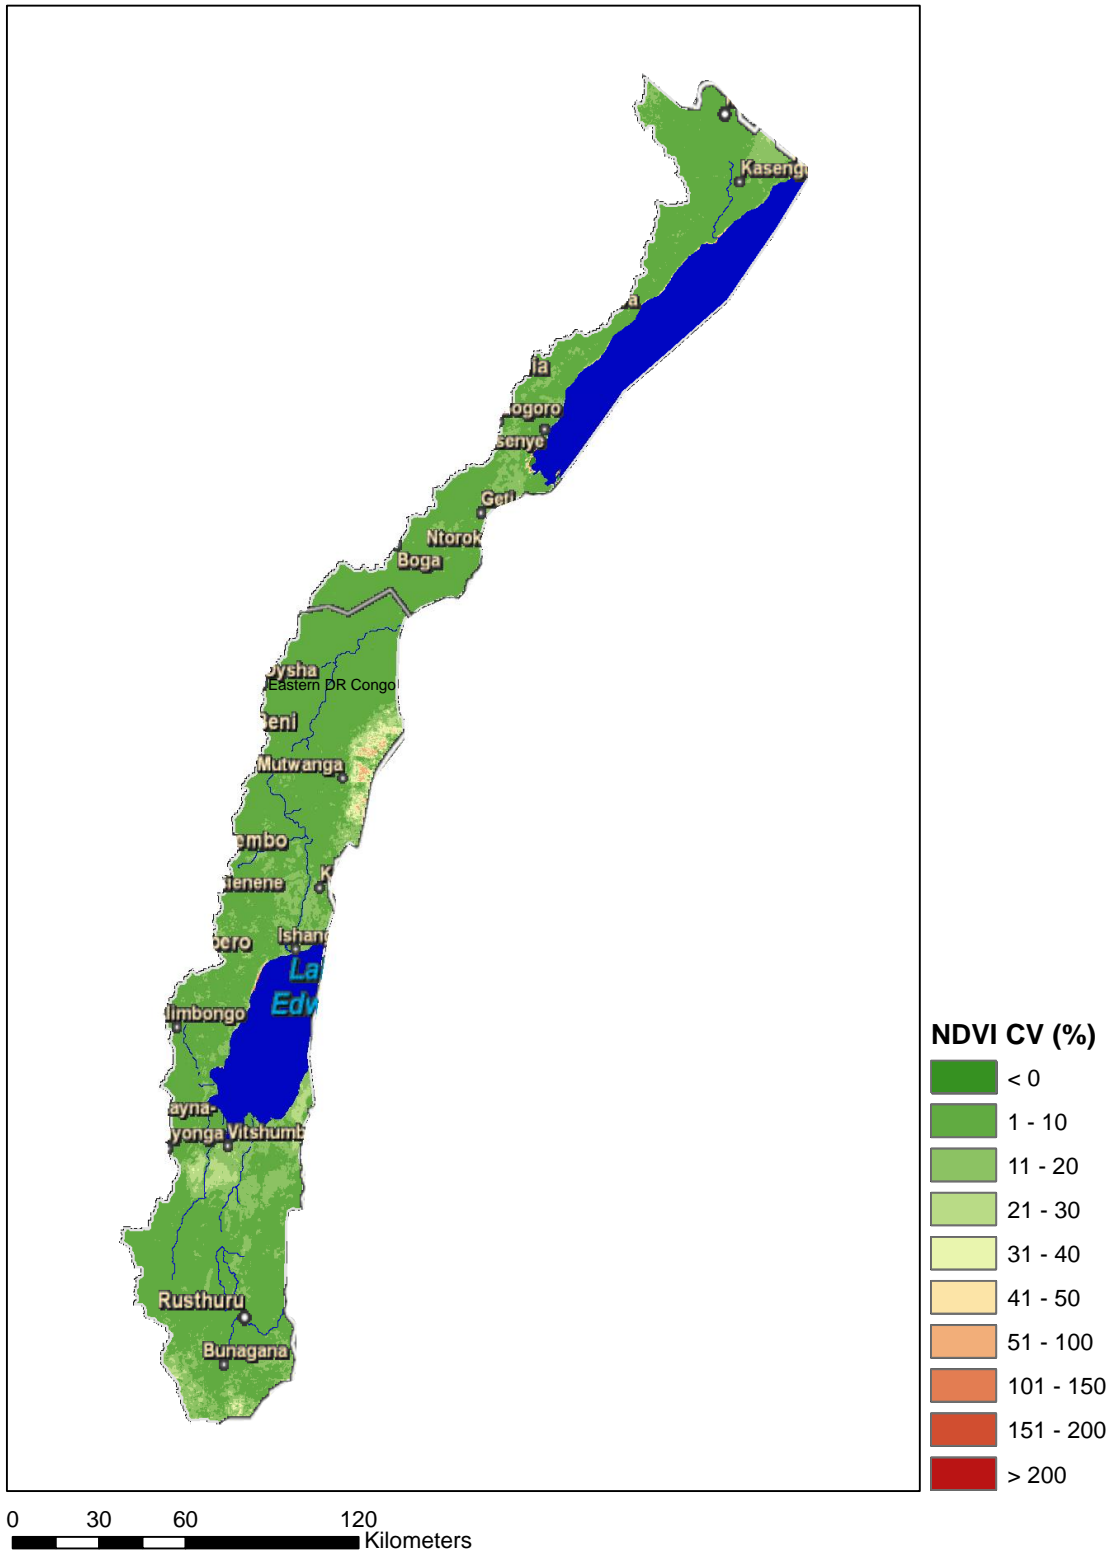 Kaseng
a
ia
ogoro
senye
Geti
Ntorok
Boga
Oysha
Eastern DR Congo
Beni
Mutwanga
embo
ienene
K
Ishang
bero
La
Edw
limbongo
ayna-
yonga
Vitshumb
Rusthuru
Bunagana
NDVI CV (%)
< 0
1 - 10
11 - 20
21 - 30
31 - 40
41 - 50
51 - 100
101 - 150
151 - 200
> 200
0 30 60 120
Kilometers